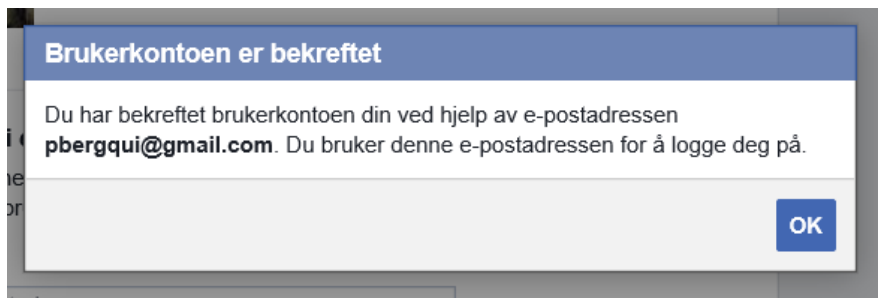 Brukerkontoen er bekreftet
Du har bekreftet brukerkontoen din ved hjelp av e-postadressen
pbergqui@gmail.com. Du bruker denne e-postadressen for å logge deg på.
OK